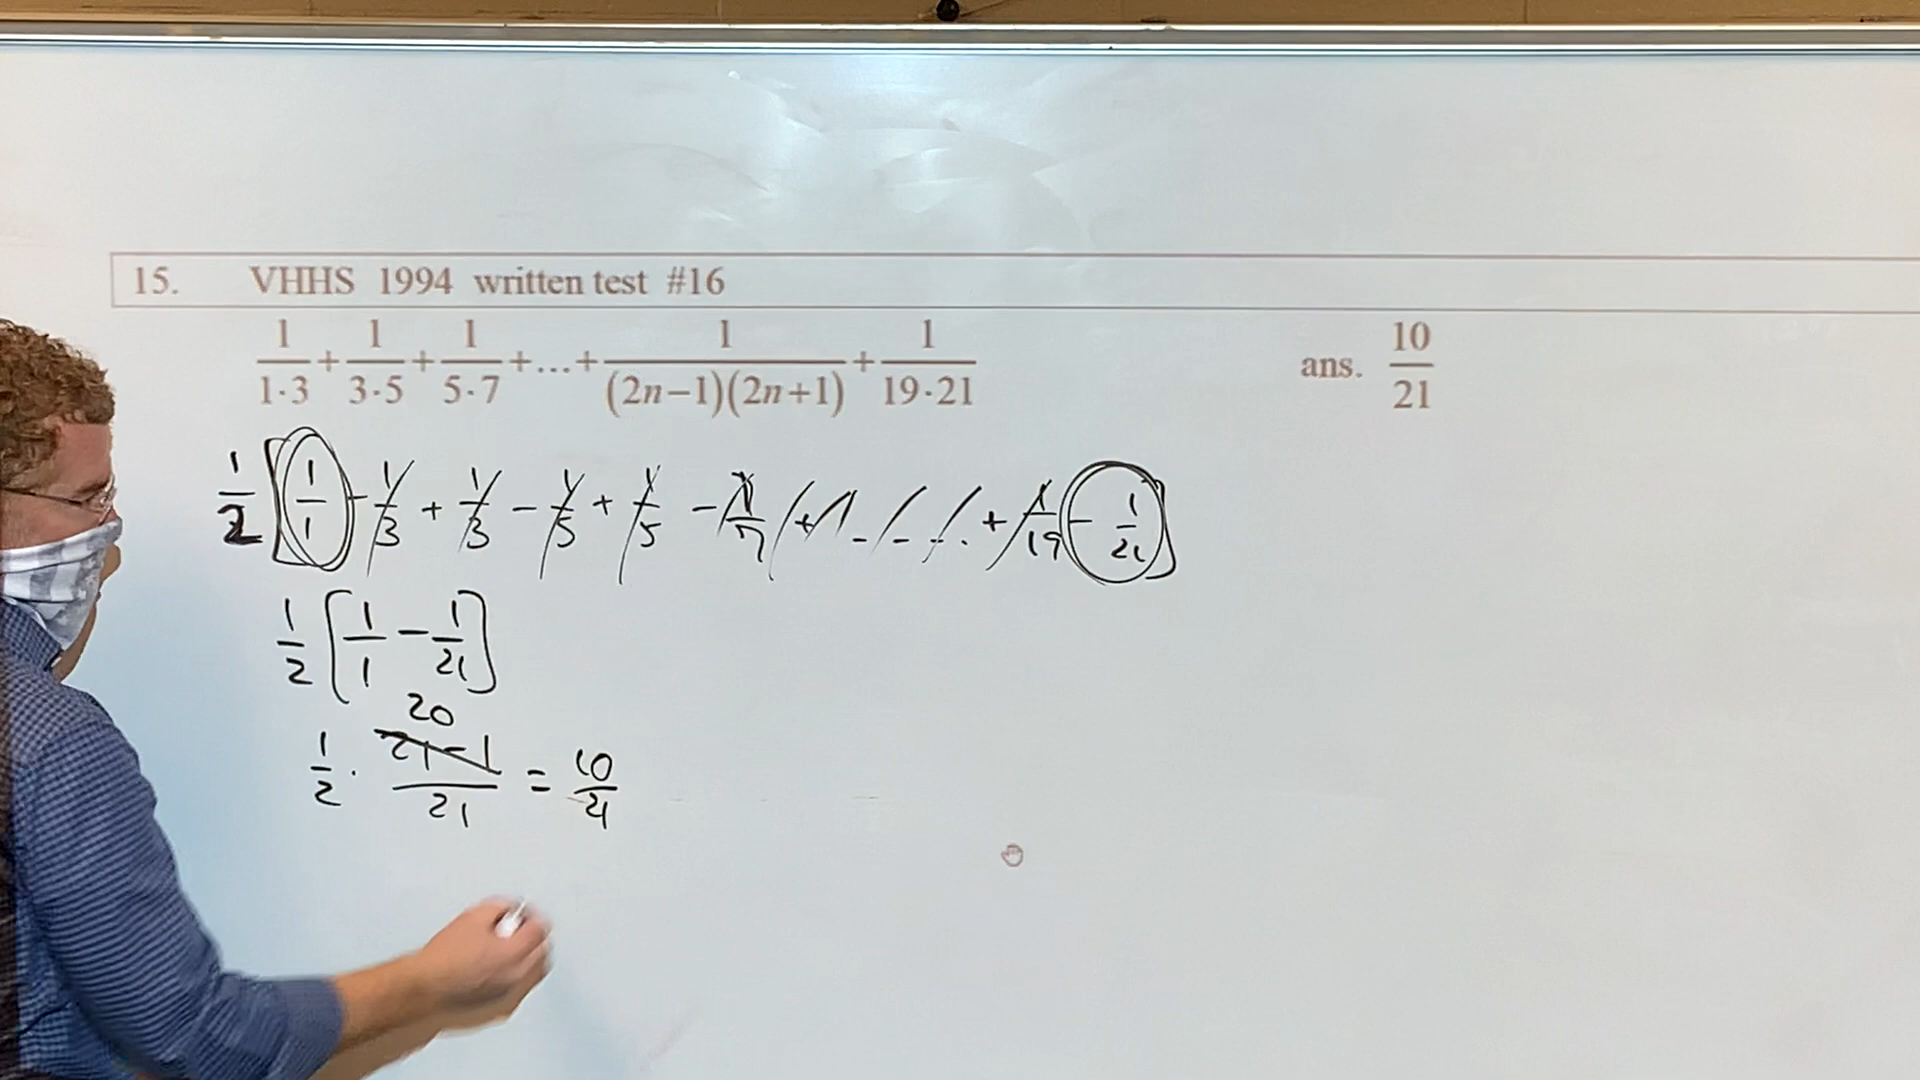 15. VHHS 1994 written test #16
1/(1·3) + 1/(3·5) + 1/(5·7) + ... + 1/((2n−1)(2n+1)) + 1/(19·21) ans. 10/21
1/2 [1/1 − 1/3 + 1/3 − 1/5 + 1/5 − 1/7 + ... + 1/19 − 1/21]
1/2 [1/1 − 1/21]
20
1/2 · (21−1)/21 = 10/21